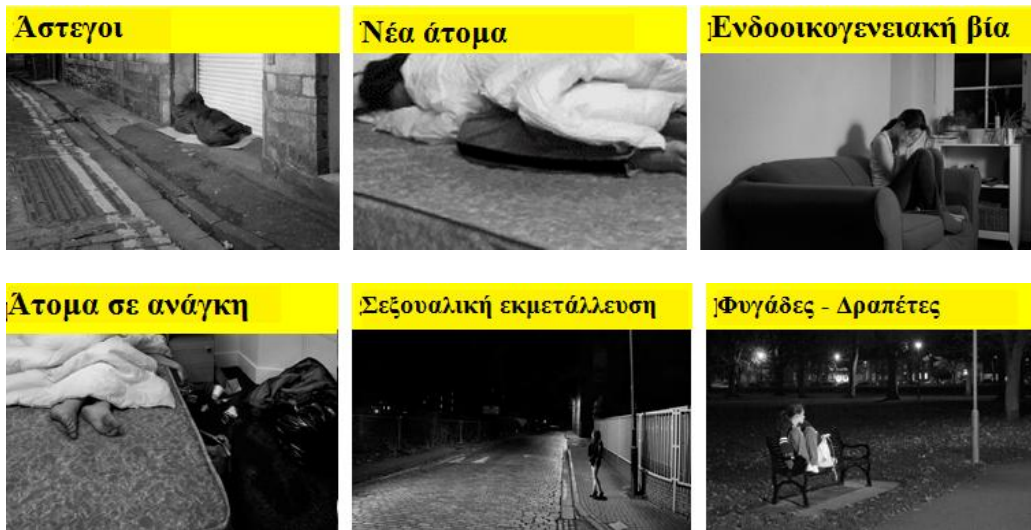 Άστεγοι
Νέα άτομα
Ενδοοικογενειακή βία
Άτομα σε ανάγκη
Σεξουαλική εκμετάλλευση
Φυγάδες - Δραπέτες